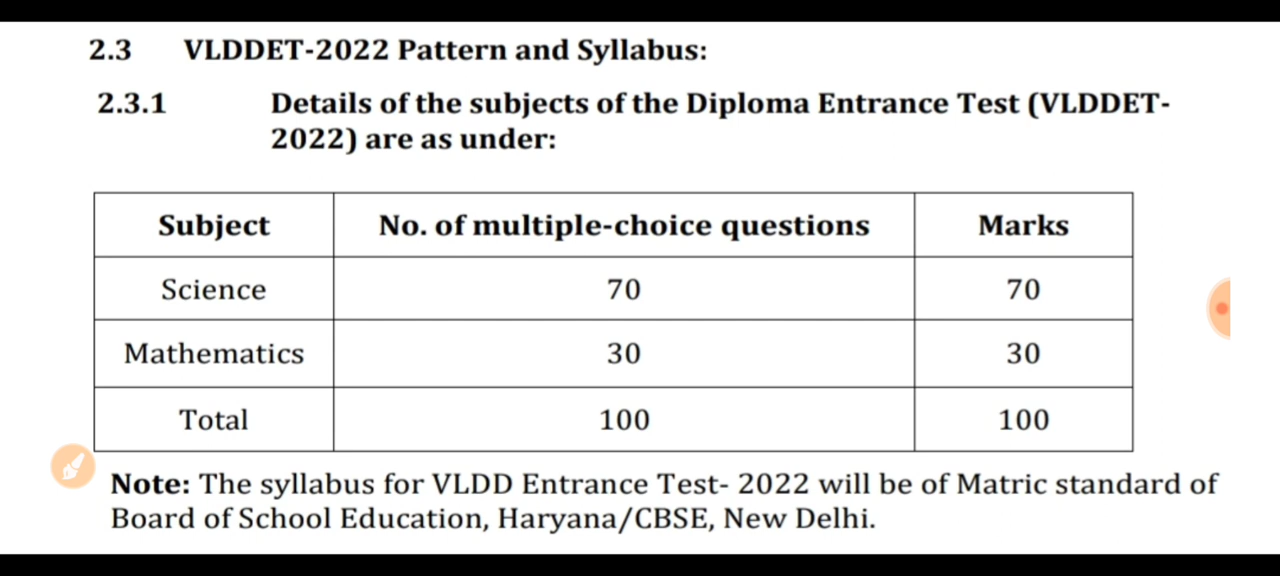 2.3 VLDDET-2022 Pattern and Syllabus:
2.3.1 Details of the subjects of the Diploma Entrance Test (VLDDET-
2022) are as under:
Subject No. of multiple-choice questions Marks
Science 70 70
Mathematics 30 30
Total 100 100
Note: The syllabus for VLDD Entrance Test- 2022 will be of Matric standard of
Board of School Education, Haryana/CBSE, New Delhi.